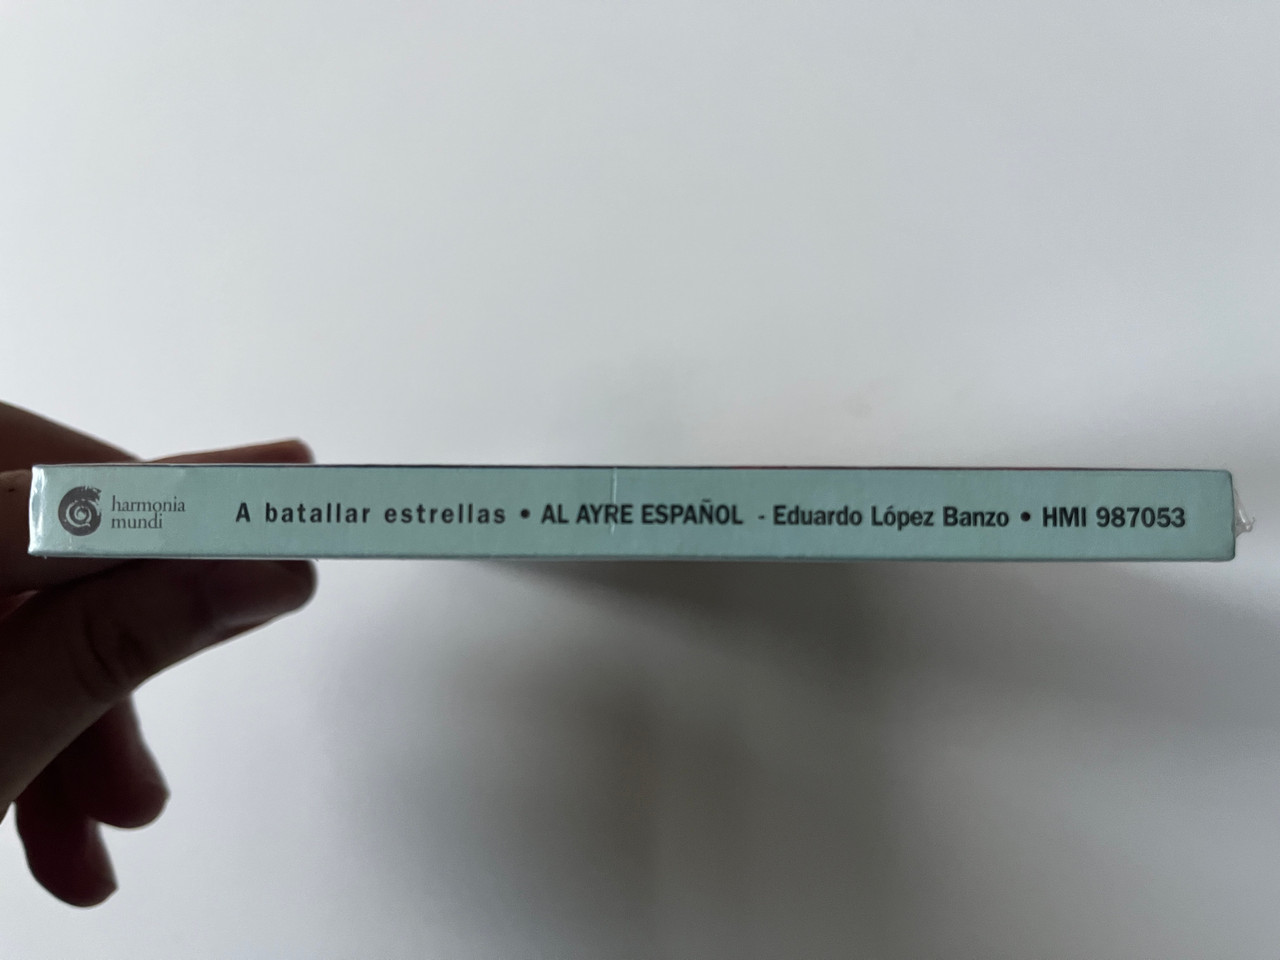 harmonia
mundi
A batallar estrellas • AL AYRE ESPAÑOL - Eduardo López Banzo • HMI 987053